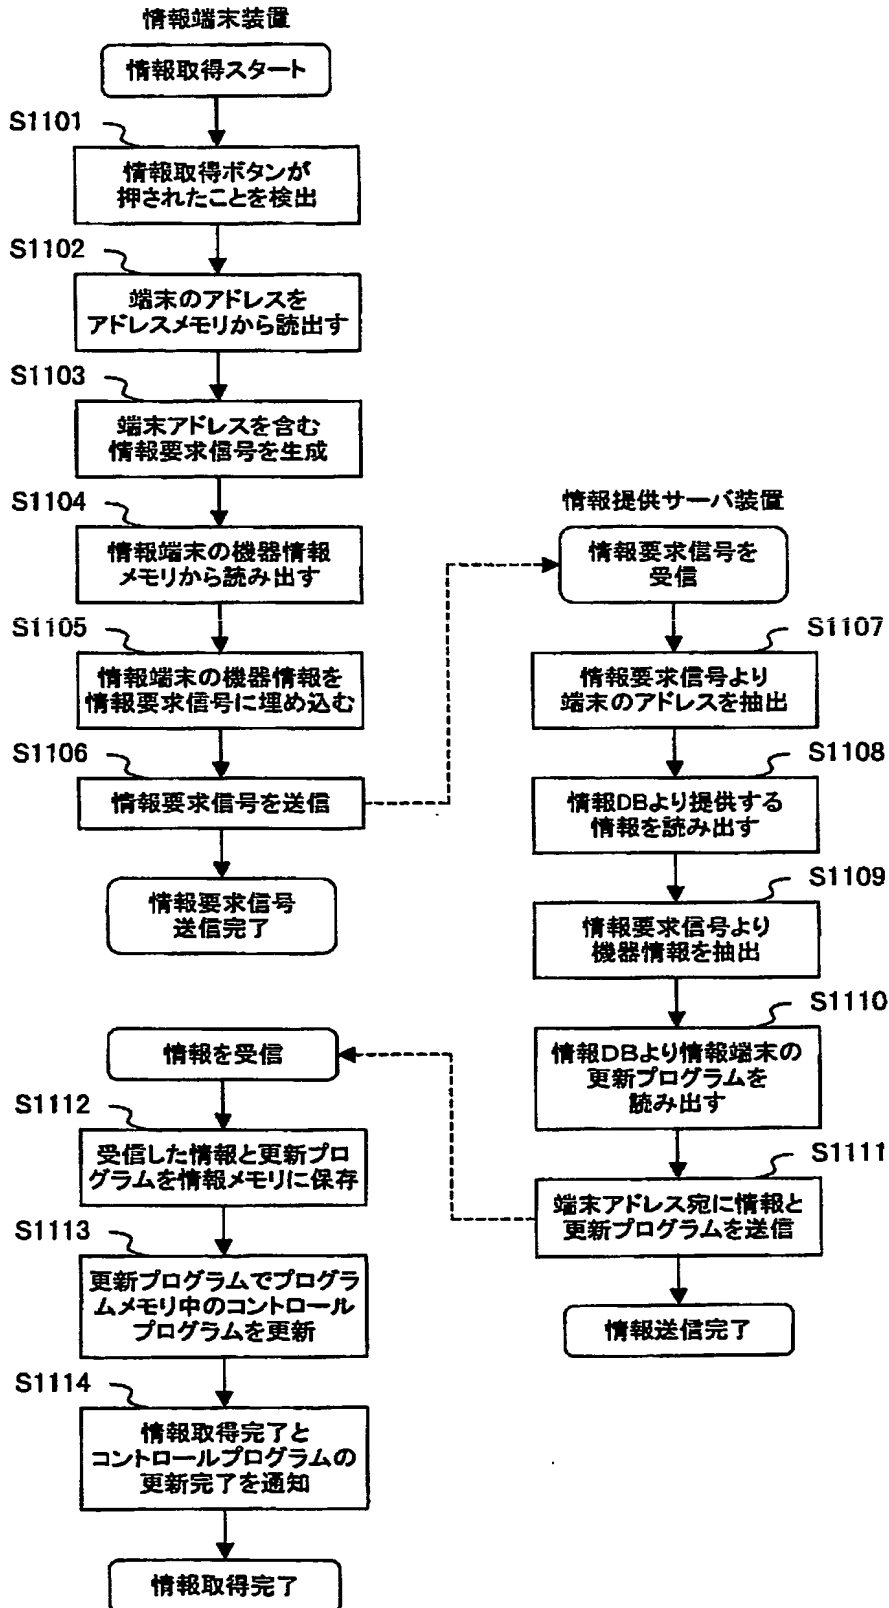 情報端末装置
情報取得スタート
S1101
情報取得ボタンが
押されたことを検出
S1102
端末のアドレスを
アドレスメモリから読出す
S1103
端末アドレスを含む
情報要求信号を生成
S1104
情報端末の機器情報
メモリから読み出す
S1105
情報端末の機器情報を
情報要求信号に埋め込む
S1106
情報要求信号を送信
情報要求信号
送信完了
情報提供サーバ装置
情報要求信号を
受信
S1107
情報要求信号より
端末のアドレスを抽出
S1108
情報DBより提供する
情報を読み出す
S1109
情報要求信号より
機器情報を抽出
S1110
情報DBより情報端末の
更新プログラムを
読み出す
S1111
端末アドレス宛に情報と
更新プログラムを送信
情報送信完了
情報を受信
S1112
受信した情報と更新プロ
グラムを情報メモリに保存
S1113
更新プログラムでプログラ
ムメモリ中のコントロール
プログラムを更新
S1114
情報取得完了と
コントロールプログラムの
更新完了を通知
情報取得完了